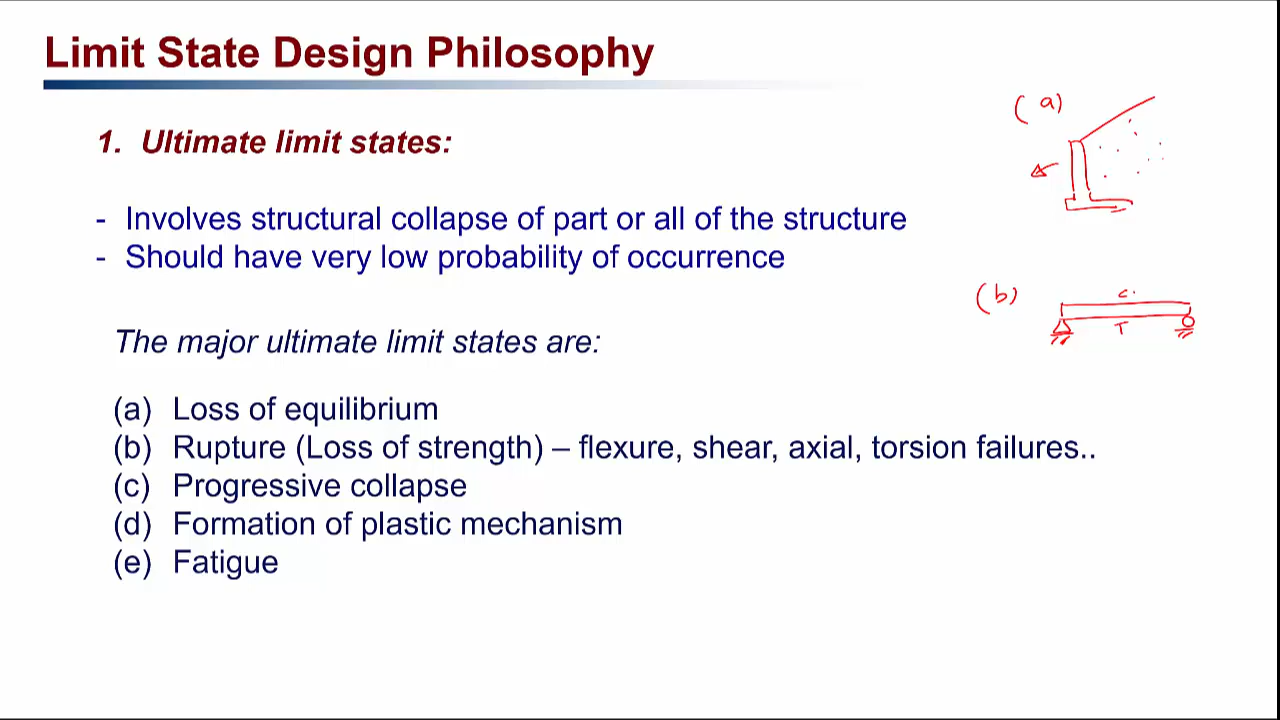 Limit State Design Philosophy
1. Ultimate limit states:
- Involves structural collapse of part or all of the structure
- Should have very low probability of occurrence
The major ultimate limit states are:
(a) Loss of equilibrium
(b) Rupture (Loss of strength) – flexure, shear, axial, torsion failures..
(c) Progressive collapse
(d) Formation of plastic mechanism
(e) Fatigue
(a)
(b)
C
T